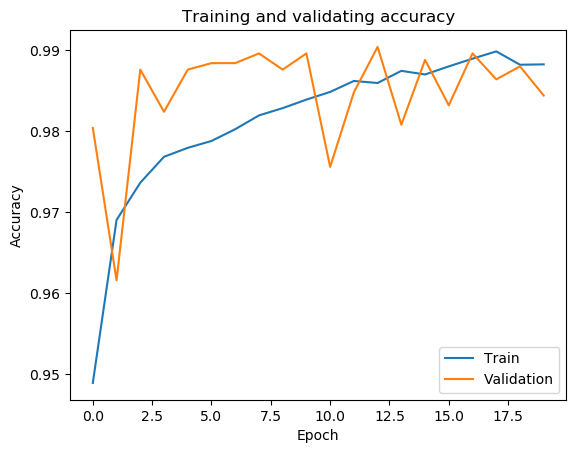 Training and validating accuracy
Accuracy
0.99
0.98
0.97
0.96
0.95
Train
Validation
0.0 2.5 5.0 7.5 10.0 12.5 15.0 17.5
Epoch